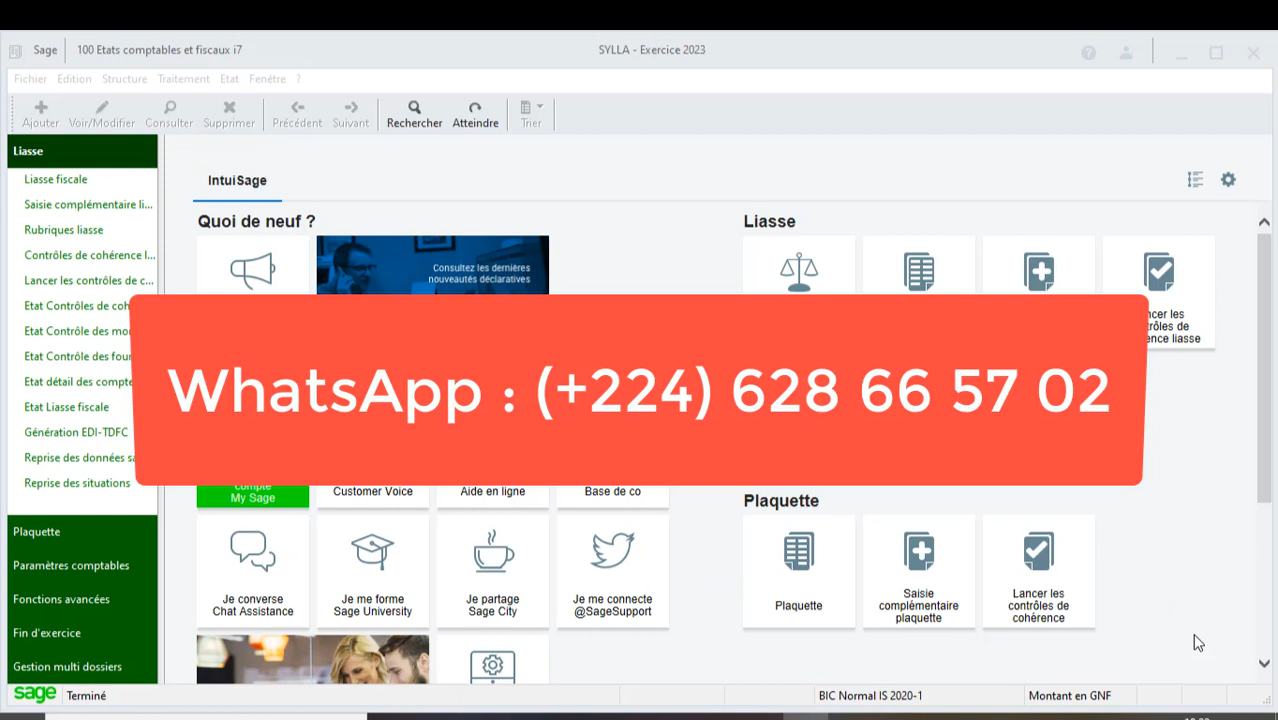 Sage
100 Etats comptables et fiscaux i7
SYLLA - Exercice 2023
Fichier Edition Structure Traitement Etat Fenêtre ?
Ajouter Voir/Modifier Consulter Supprimer Précédent Suivant Rechercher Atteindre Trier
Liasse
Liasse fiscale
Saisie complémentaire li...
Rubriques liasse
Contrôles de cohérence l...
Lancer les contrôles de c...
Etat Contrôles de coh
Etat Contrôle des mo
Etat Contrôle des four
Etat détail des compte
Etat Liasse fiscale
Génération EDI-TDFC
Reprise des données sa
Reprise des situations
Plaquette
Paramètres comptables
Fonctions avancées
Fin d'exercice
Gestion multi dossiers
IntuiSage
Quoi de neuf ?
Consultez les dernières
nouveautés déclaratives
Liasse
cer les
trôles de
ence liasse
WhatsApp : (+224) 628 66 57 02
compte
My Sage
Customer Voice
Aide en ligne
Base de co
Je converse
Chat Assistance
Je me forme
Sage University
Je partage
Sage City
Je me connecte
@SageSupport
Plaquette
Plaquette
Saisie
complémentaire
plaquette
Lancer les
contrôles de
cohérence
sage
Terminé
BIC Normal IS 2020-1
Montant en GNF